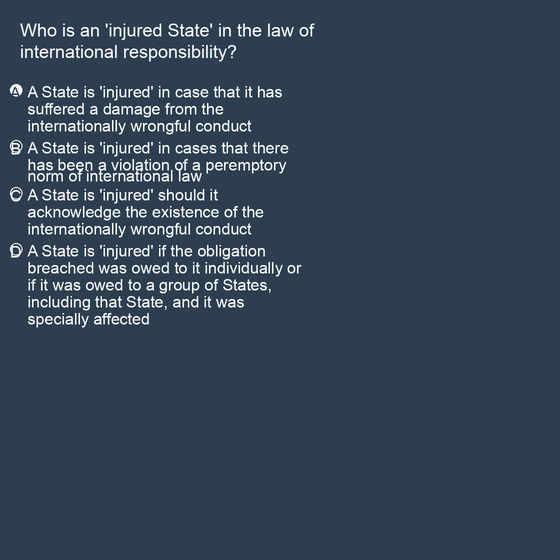 Who is an 'injured State' in the law of
international responsibility?
A A State is 'injured' in case that it has
suffered a damage from the
internationally wrongful conduct
B A State is 'injured' in cases that there
has been a violation of a peremptory
norm of international law
C A State is 'injured' should it
acknowledge the existence of the
internationally wrongful conduct
D A State is 'injured' if the obligation
breached was owed to it individually or
if it was owed to a group of States,
including that State, and it was
specially affected